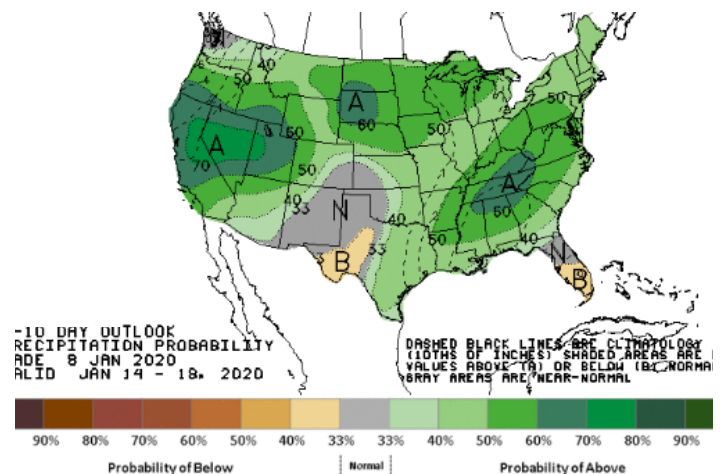 N
40
50
A
60
50
50
A
70
60
50
40
33
N
40
33
B
A
60
50
40
N
B
-10 DAY OUTLOOK
RECIPITATION PROBABILITY
ADE 8 JAN 2020
ALID JAN 14 - 18, 2020
DASHED BLACK LINES ARE CLIMATOLOGY
(10THS OF INCHES) SHADED AREAS ARE
VALUES ABOVE (A) OR BELOW (B) NORMA
GRAY AREAS ARE NEAR-NORMAL
90% 80% 70% 60% 50% 40% 33% 33% 40% 50% 60% 70% 80% 90%
Probability of Below Normal Probability of Above